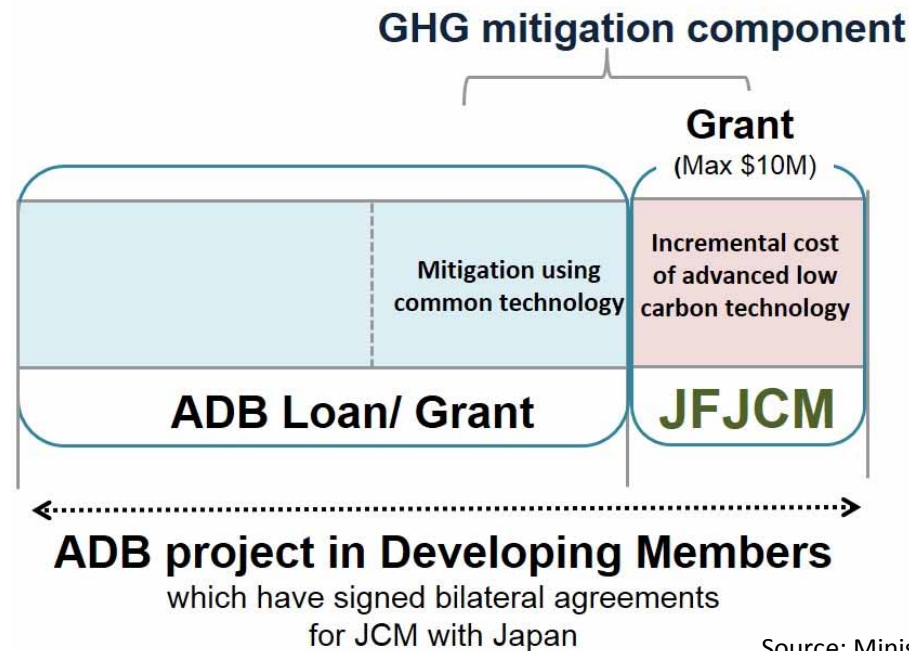 GHG mitigation component
Grant
(Max $10M)
Mitigation using
common technology
Incremental cost
of advanced low
carbon technology
ADB Loan/ Grant
JFJCM
ADB project in Developing Members
which have signed bilateral agreements
for JCM with Japan
Source: